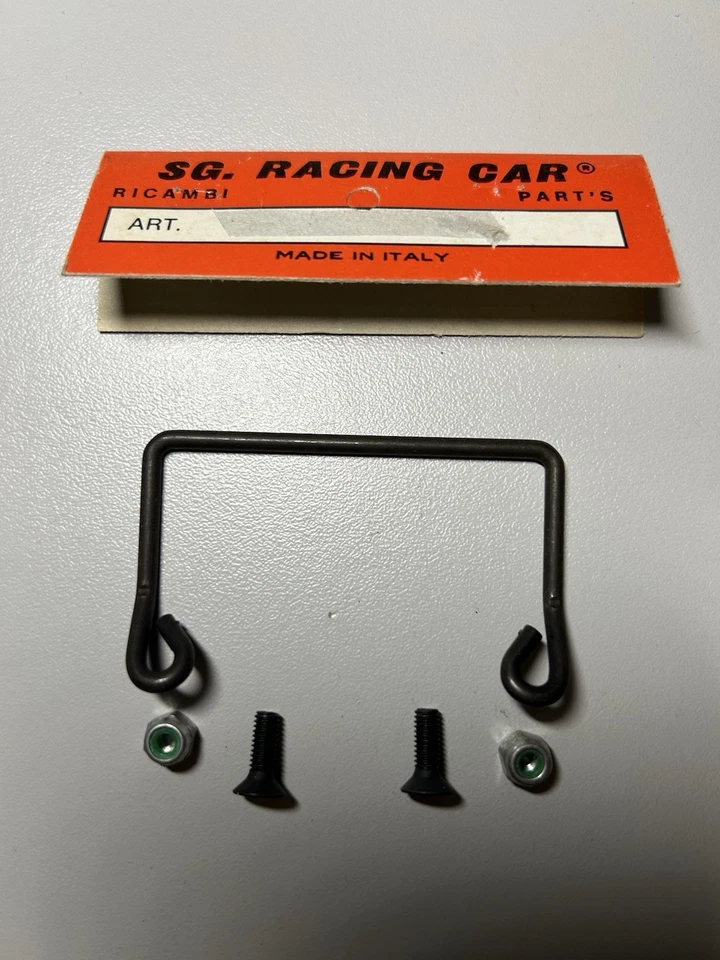 SG. RACING CAR®
RICAMBI PART'S
ART.
MADE IN ITALY